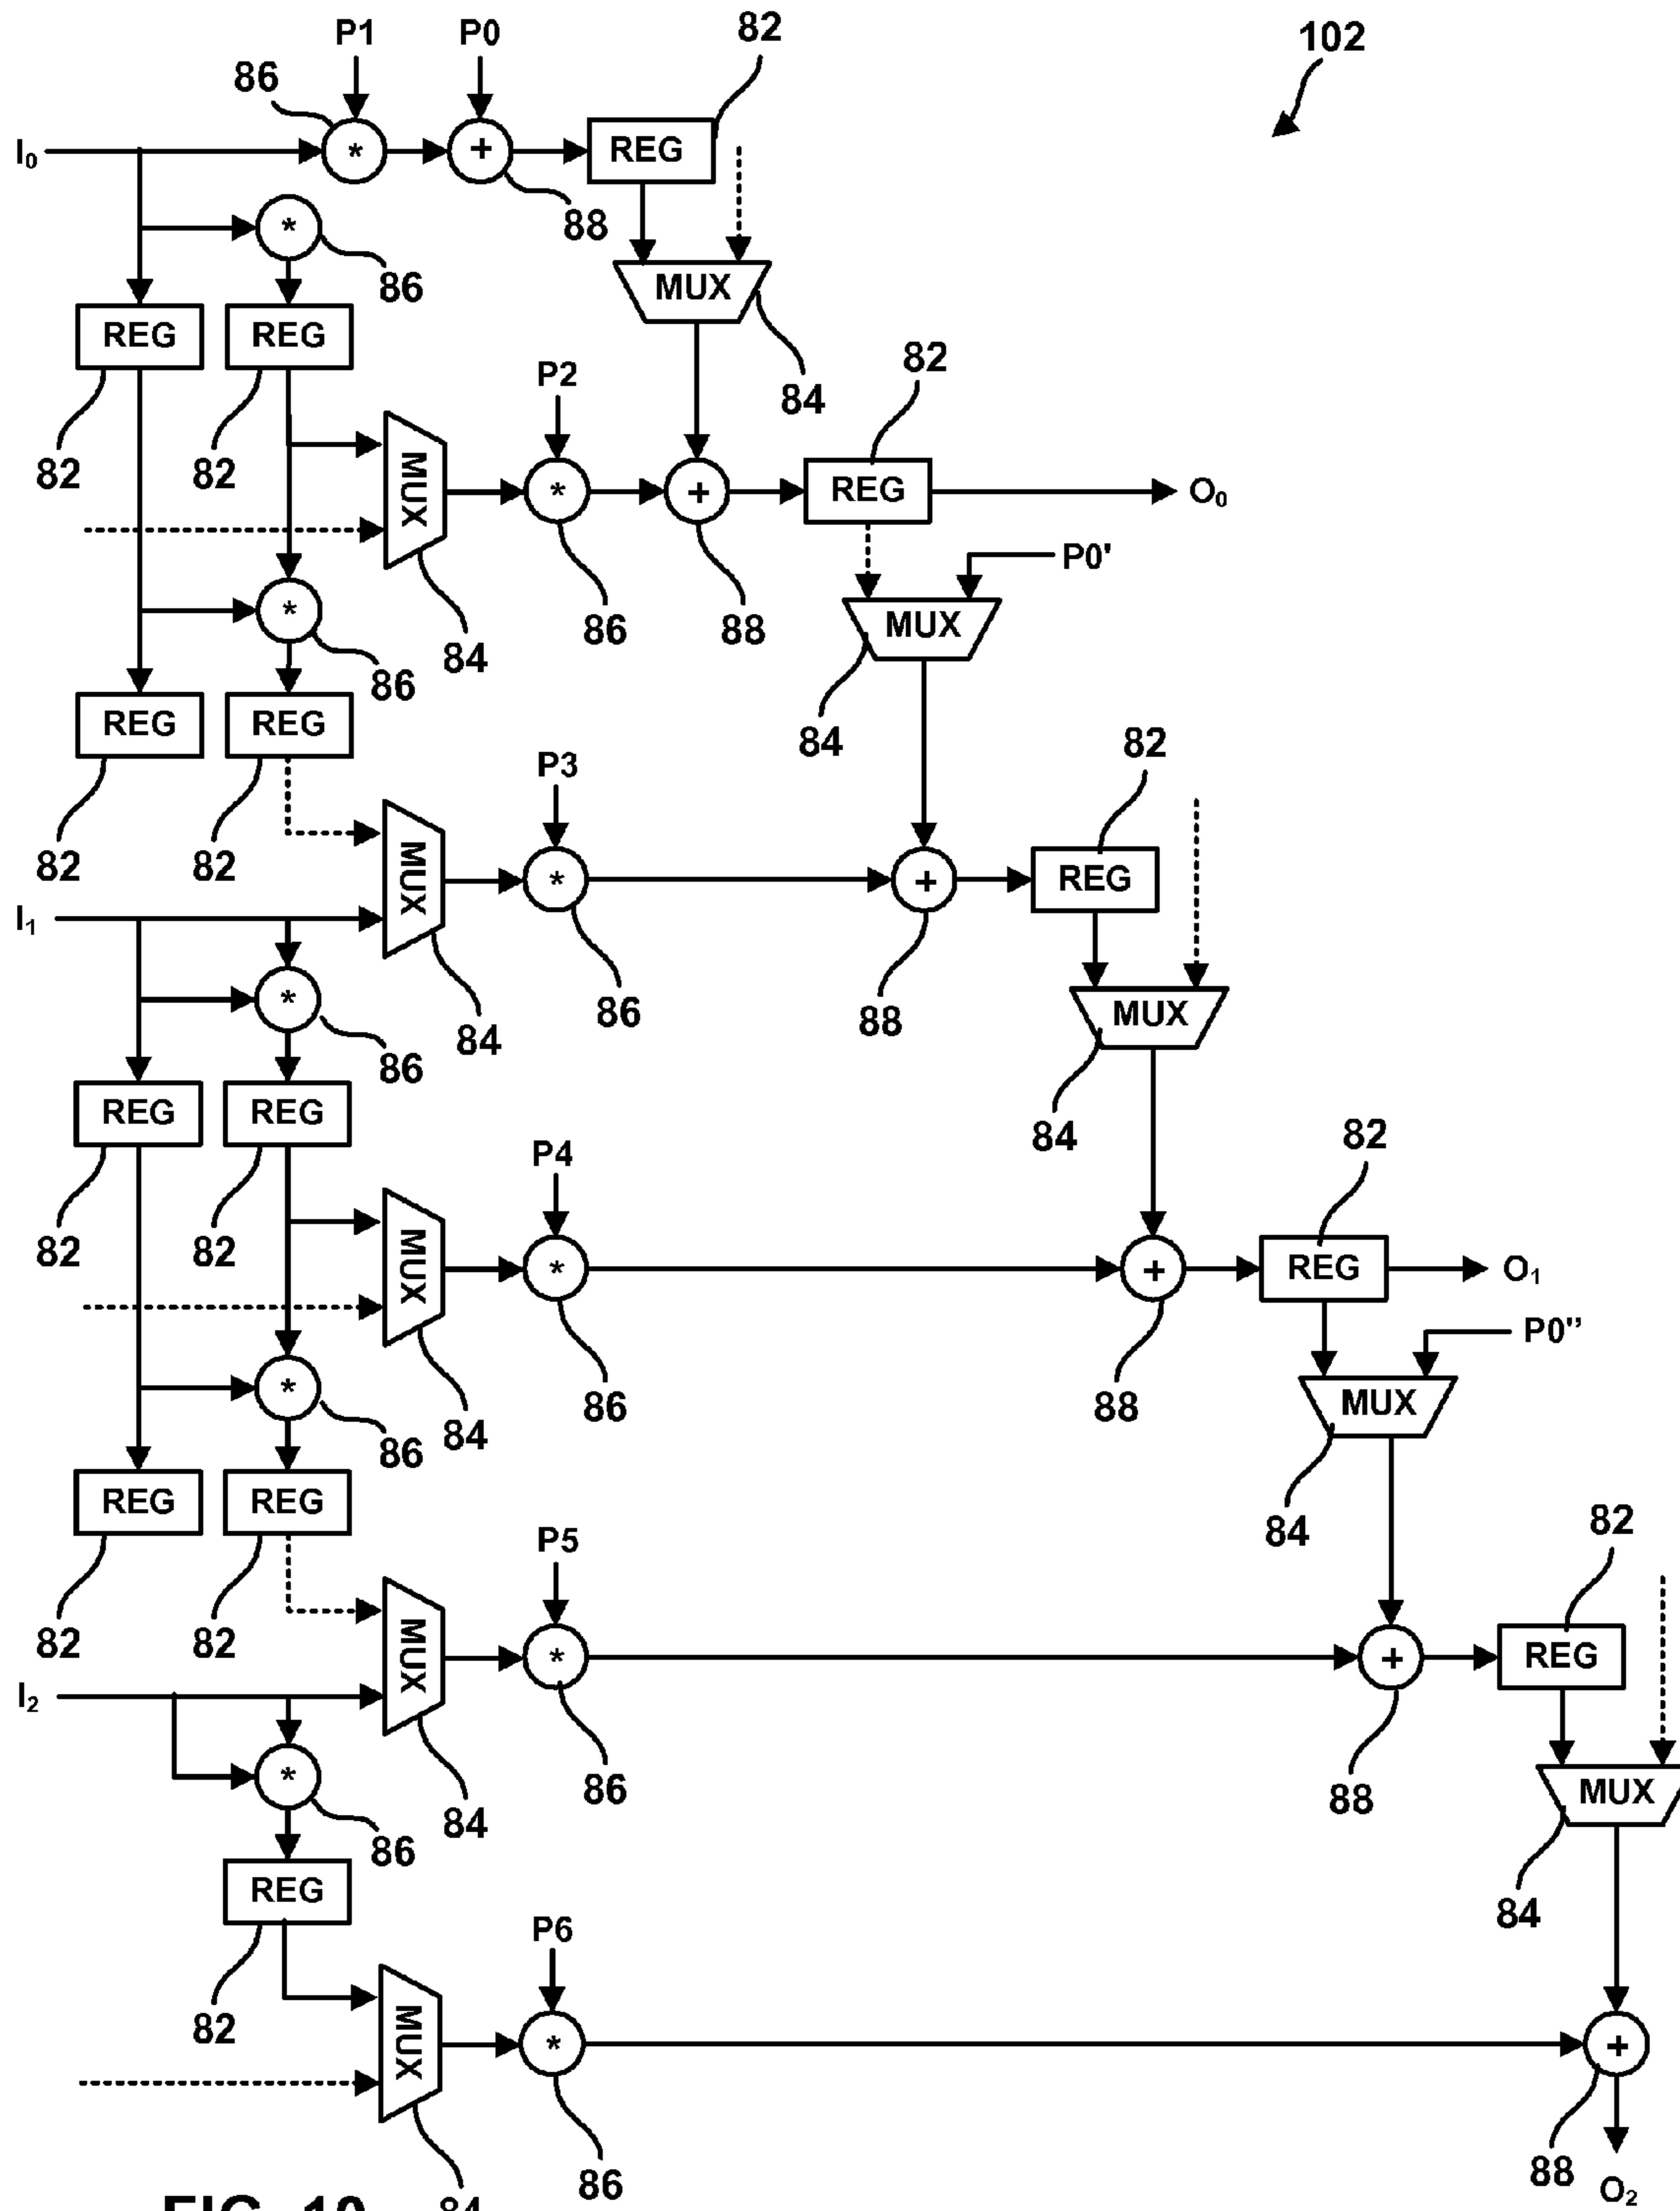 P1 P0 82 102
86
I₀ * + REG
88
* 86
MUX
REG REG
82 82 84
P2 82
MUX * + REG O₀
P0'
* 84 86 88 MUX
86
REG REG 84
82 82
P3 82
MUX * + REG
I₁
* 84 86 88 MUX
86
REG REG 84
82 82
P4 82
MUX * + REG O₁
P0''
* 84 86 88 MUX
86
REG REG 84
82 82
P5 82
MUX * + REG
I₂
* 84 86 88 MUX
86
REG 84
82
P6
MUX * +
84 86 88 O₂
FIG. 10